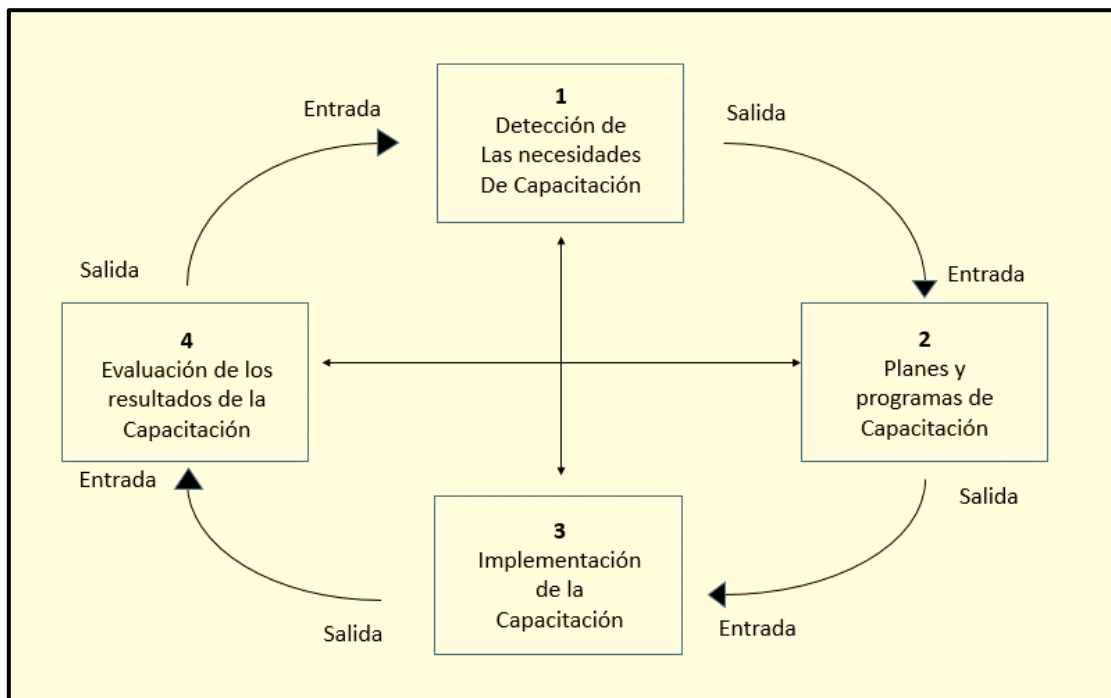 1
Detección de
Las necesidades
De Capacitación
Entrada
Salida
Salida
Entrada
4
Evaluación de los
resultados de la
Capacitación
2
Planes y
programas de
Capacitación
Entrada
Salida
3
Implementación
de la
Capacitación
Salida
Entrada